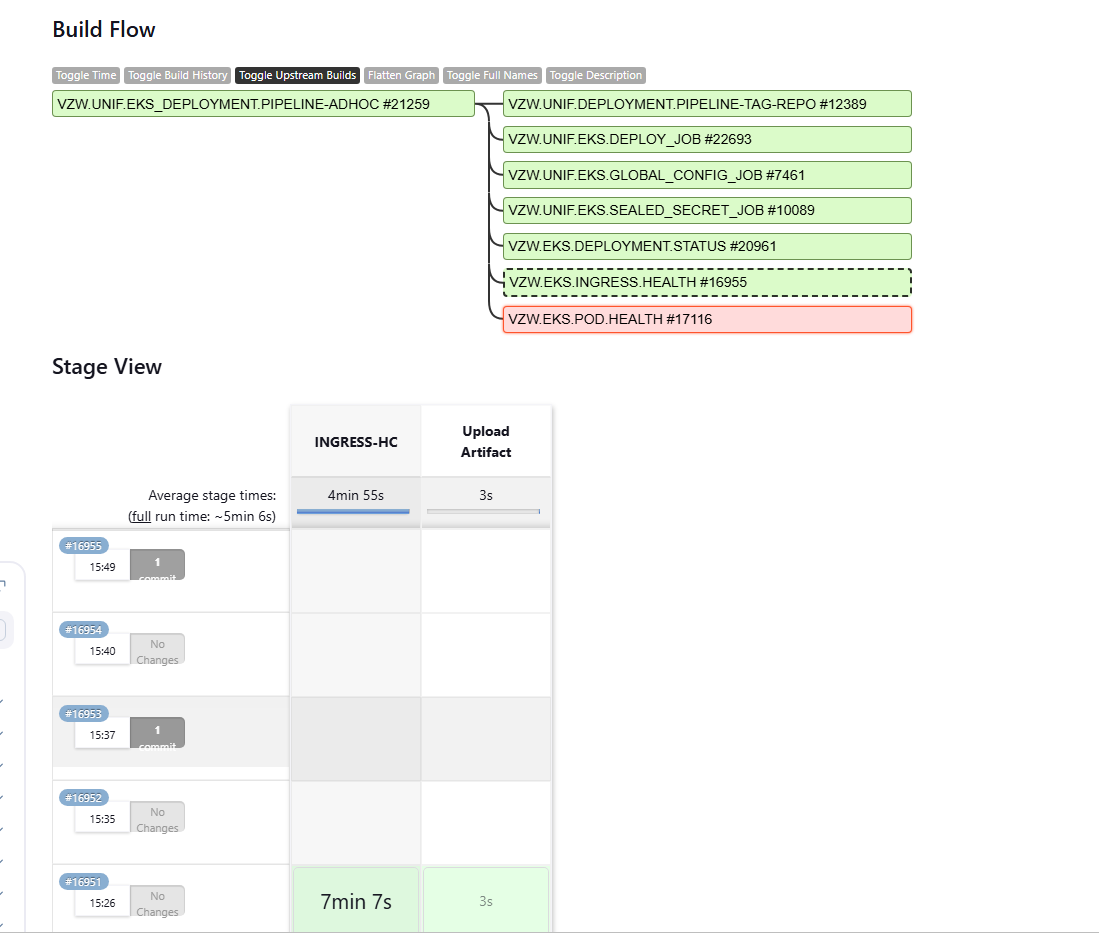 Build Flow
Toggle Time Toggle Build History Toggle Upstream Builds Flatten Graph Toggle Full Names Toggle Description
VZW.UNIF.EKS_DEPLOYMENT.PIPELINE-ADHOC #21259
VZW.UNIF.DEPLOYMENT.PIPELINE-TAG-REPO #12389
VZW.UNIF.EKS.DEPLOY_JOB #22693
VZW.UNIF.EKS.GLOBAL_CONFIG_JOB #7461
VZW.UNIF.EKS.SEALED_SECRET_JOB #10089
VZW.EKS.DEPLOYMENT.STATUS #20961
VZW.EKS.INGRESS.HEALTH #16955
VZW.EKS.POD.HEALTH #17116
Stage View
INGRESS-HC
Upload
Artifact
Average stage times:
(full run time: ~5min 6s)
4min 55s
3s
#16955
15:49
1
commit
#16954
15:40
No
Changes
#16953
15:37
1
commit
#16952
15:35
No
Changes
#16951
15:26
No
Changes
7min 7s
3s